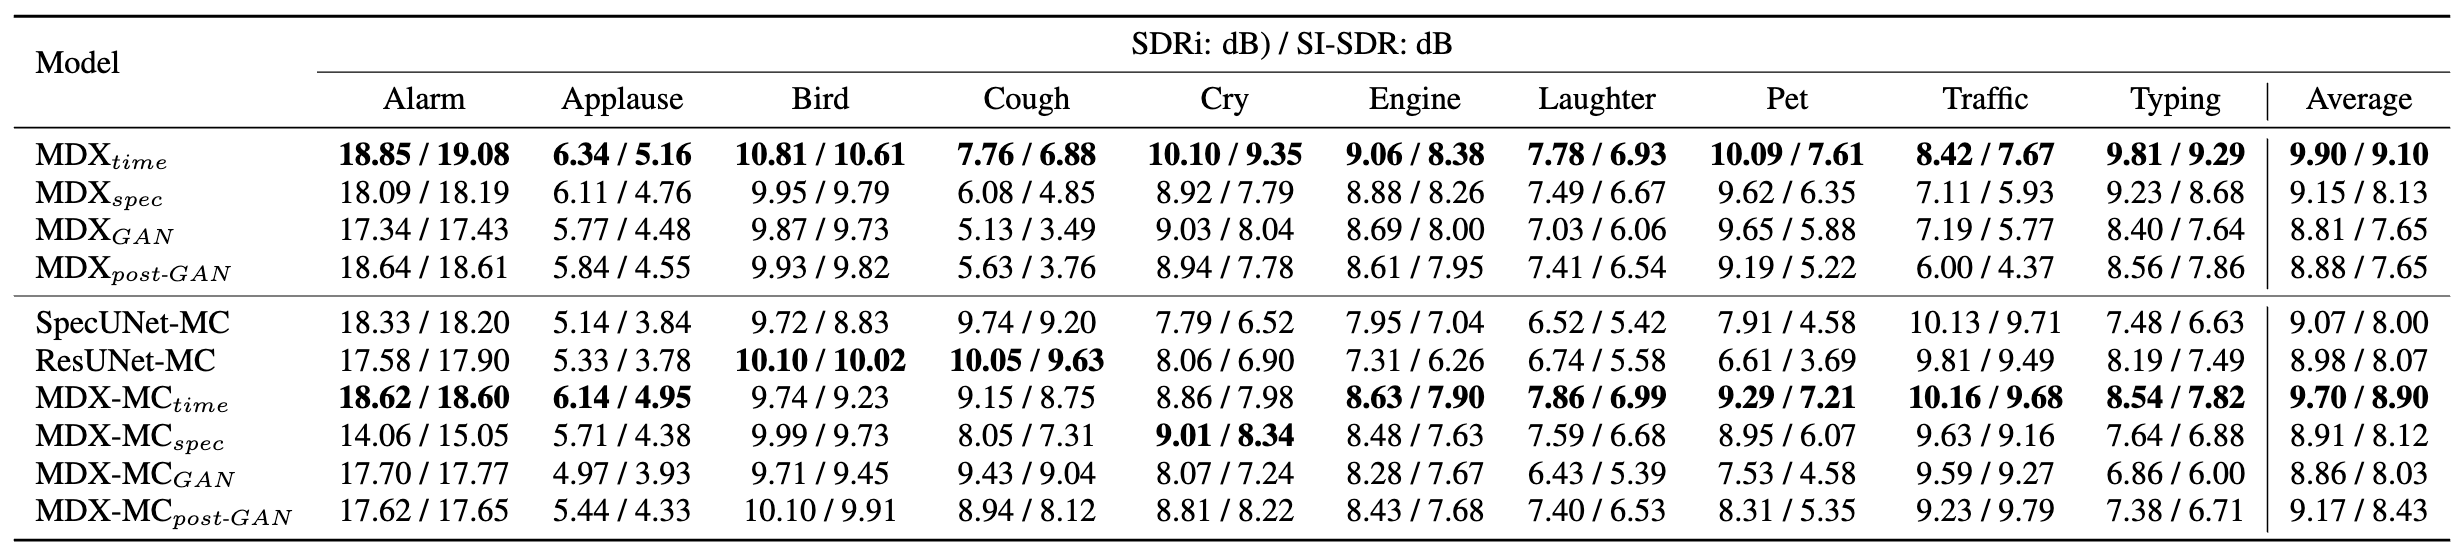 SDRi: dB) / SI-SDR: dB
Model
Alarm Applause Bird Cough Cry Engine Laughter Pet Traffic Typing Average
MDXtime 18.85 / 19.08 6.34 / 5.16 10.81 / 10.61 7.76 / 6.88 10.10 / 9.35 9.06 / 8.38 7.78 / 6.93 10.09 / 7.61 8.42 / 7.67 9.81 / 9.29 9.90 / 9.10
MDXspec 18.09 / 18.19 6.11 / 4.76 9.95 / 9.79 6.08 / 4.85 8.92 / 7.79 8.88 / 8.26 7.49 / 6.67 9.62 / 6.35 7.11 / 5.93 9.23 / 8.68 9.15 / 8.13
MDXGAN 17.34 / 17.43 5.77 / 4.48 9.87 / 9.73 5.13 / 3.49 9.03 / 8.04 8.69 / 8.00 7.03 / 6.06 9.65 / 5.88 7.19 / 5.77 8.40 / 7.64 8.81 / 7.65
MDXpost-GAN 18.64 / 18.61 5.84 / 4.55 9.93 / 9.82 5.63 / 3.76 8.94 / 7.78 8.61 / 7.95 7.41 / 6.54 9.19 / 5.22 6.00 / 4.37 8.56 / 7.86 8.88 / 7.65
SpecUNet-MC 18.33 / 18.20 5.14 / 3.84 9.72 / 8.83 9.74 / 9.20 7.79 / 6.52 7.95 / 7.04 6.52 / 5.42 7.91 / 4.58 10.13 / 9.71 7.48 / 6.63 9.07 / 8.00
ResUNet-MC 17.58 / 17.90 5.33 / 3.78 10.10 / 10.02 10.05 / 9.63 8.06 / 6.90 7.31 / 6.26 6.74 / 5.58 6.61 / 3.69 9.81 / 9.49 8.19 / 7.49 8.98 / 8.07
MDX-MCtime 18.62 / 18.60 6.14 / 4.95 9.74 / 9.23 9.15 / 8.75 8.86 / 7.98 8.63 / 7.90 7.86 / 6.99 9.29 / 7.21 10.16 / 9.68 8.54 / 7.82 9.70 / 8.90
MDX-MCspec 14.06 / 15.05 5.71 / 4.38 9.99 / 9.73 8.05 / 7.31 9.01 / 8.34 8.48 / 7.63 7.59 / 6.68 8.95 / 6.07 9.63 / 9.16 7.64 / 6.88 8.91 / 8.12
MDX-MCGAN 17.70 / 17.77 4.97 / 3.93 9.71 / 9.45 9.43 / 9.04 8.07 / 7.24 8.28 / 7.67 6.43 / 5.39 7.53 / 4.58 9.59 / 9.27 6.86 / 6.00 8.86 / 8.03
MDX-MCpost-GAN 17.62 / 17.65 5.44 / 4.33 10.10 / 9.91 8.94 / 8.12 8.81 / 8.22 8.43 / 7.68 7.40 / 6.53 8.31 / 5.35 9.23 / 9.79 7.38 / 6.71 9.17 / 8.43